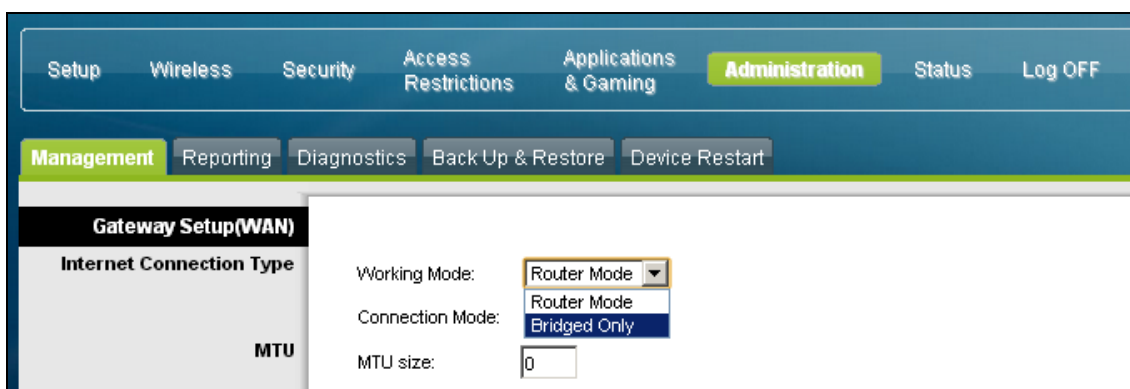 Setup Wireless Security Access Restrictions Applications & Gaming Administration Status Log OFF
Management Reporting Diagnostics Back Up & Restore Device Restart
Gateway Setup(WAN)
Internet Connection Type
Working Mode: Router Mode
Router Mode
Connection Mode: Bridged Only
MTU
MTU size: 0